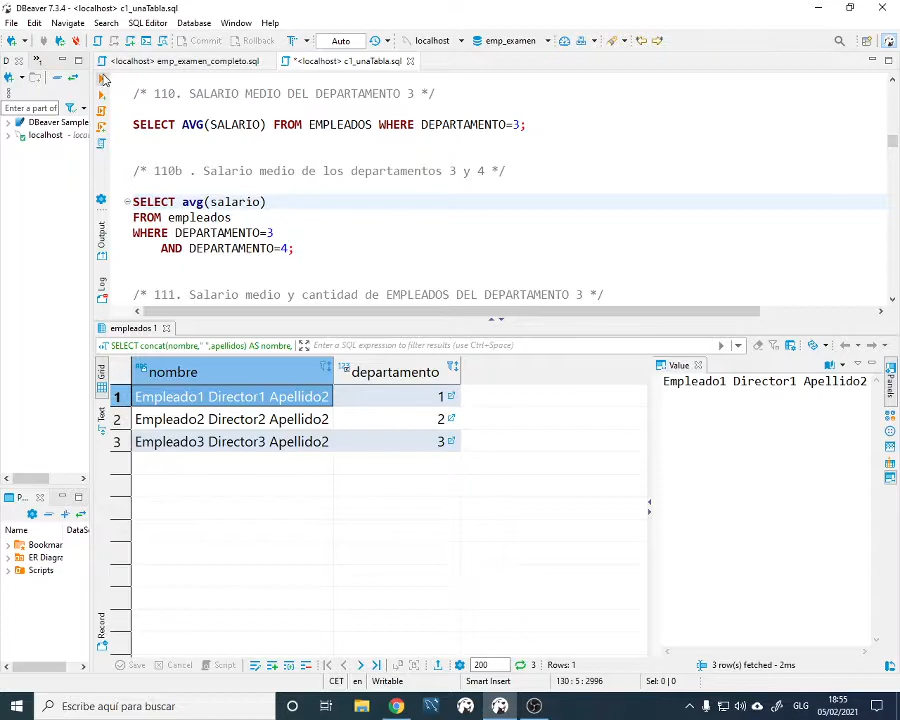 DBeaver 7.3.4 - <localhost> c1_unaTabla.sql
File Edit Navigate Search SQL Editor Database Window Help
Commit Rollback Auto localhost emp_examen
D <localhost> emp_examen_completo.sql *<localhost> c1_unaTabla.sql
Enter a part of
DBeaver Sample
localhost
/* 110. SALARIO MEDIO DEL DEPARTAMENTO 3 */
SELECT AVG(SALARIO) FROM EMPLEADOS WHERE DEPARTAMENTO=3;
/* 110b . Salario medio de los departamentos 3 y 4 */
SELECT avg(salario)
FROM empleados
WHERE DEPARTAMENTO=3
AND DEPARTAMENTO=4;
/* 111. Salario medio y cantidad de EMPLEADOS DEL DEPARTAMENTO 3 */
Output
Log
empleados 1
SELECT concat(nombre," ",apellidos) AS nombre, Enter a SQL expression to filter results (use Ctrl+Space)
Grid
Text
Record
abc nombre 123 departamento
1 Empleado1 Director1 Apellido2 1
2 Empleado2 Director2 Apellido2 2
3 Empleado3 Director3 Apellido2 3
Value
Empleado1 Director1 Apellido2
Panels
P...
Name DataS
Bookmar
ER Diagra
Scripts
Save Cancel Script 200 3 Rows: 1 3 row(s) fetched - 2ms
CET en Writable Smart Insert 130 : 5 : 2996 Sel: 0 | 0
Escribe aquí para buscar GLG 18:55
05/02/2021